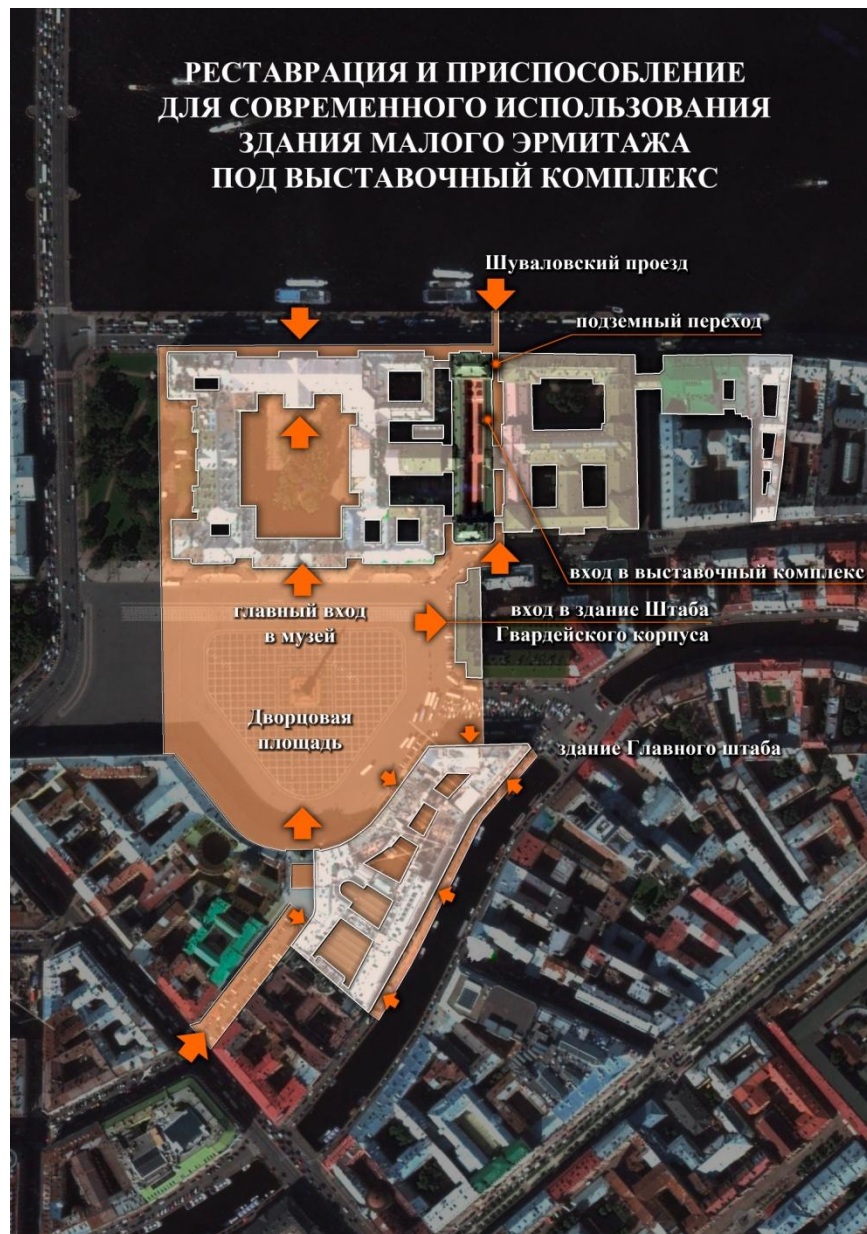 РЕСТАВРАЦИЯ И ПРИСПОСОБЛЕНИЕ
ДЛЯ СОВРЕМЕННОГО ИСПОЛЬЗОВАНИЯ
ЗДАНИЯ МАЛОГО ЭРМИТАЖА
ПОД ВЫСТАВОЧНЫЙ КОМПЛЕКС
Шуваловский проезд
подземный переход
вход в выставочный комплекс
главный вход
в музей
вход в здание Штаба
Гвардейского корпуса
Дворцовая
площадь
здание Главного штаба